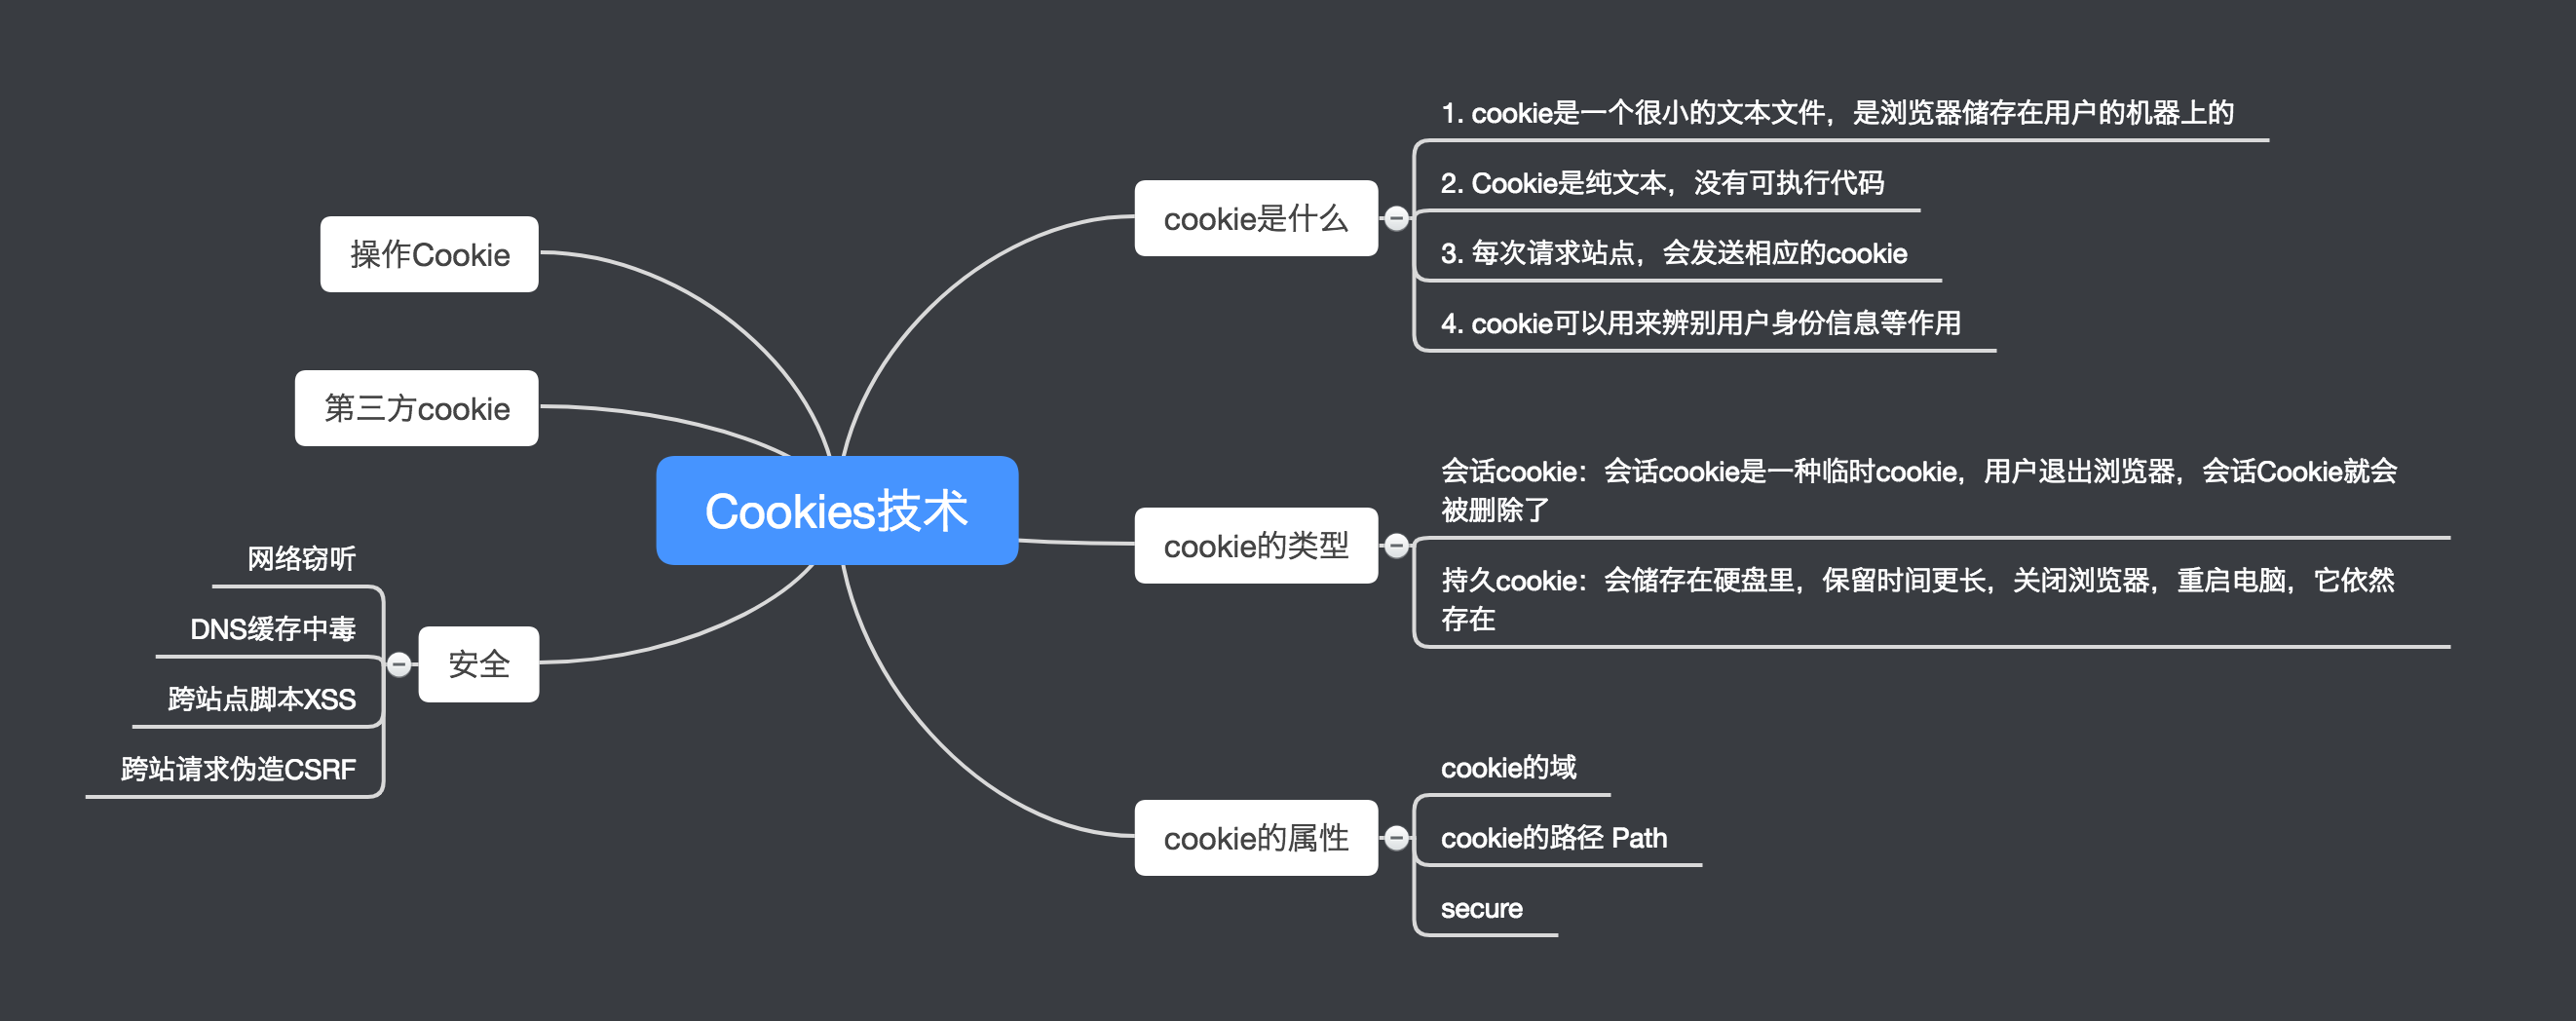 Cookies技术
cookie是什么
1. cookie是一个很小的文本文件，是浏览器储存在用户的机器上的
2. Cookie是纯文本，没有可执行代码
3. 每次请求站点，会发送相应的cookie
4. cookie可以用来辨别用户身份信息等作用
cookie的类型
会话cookie：会话cookie是一种临时cookie，用户退出浏览器，会话Cookie就会
被删除了
持久cookie：会储存在硬盘里，保留时间更长，关闭浏览器，重启电脑，它依然
存在
cookie的属性
cookie的域
cookie的路径 Path
secure
操作Cookie
第三方cookie
安全
网络窃听
DNS缓存中毒
跨站点脚本XSS
跨站请求伪造CSRF